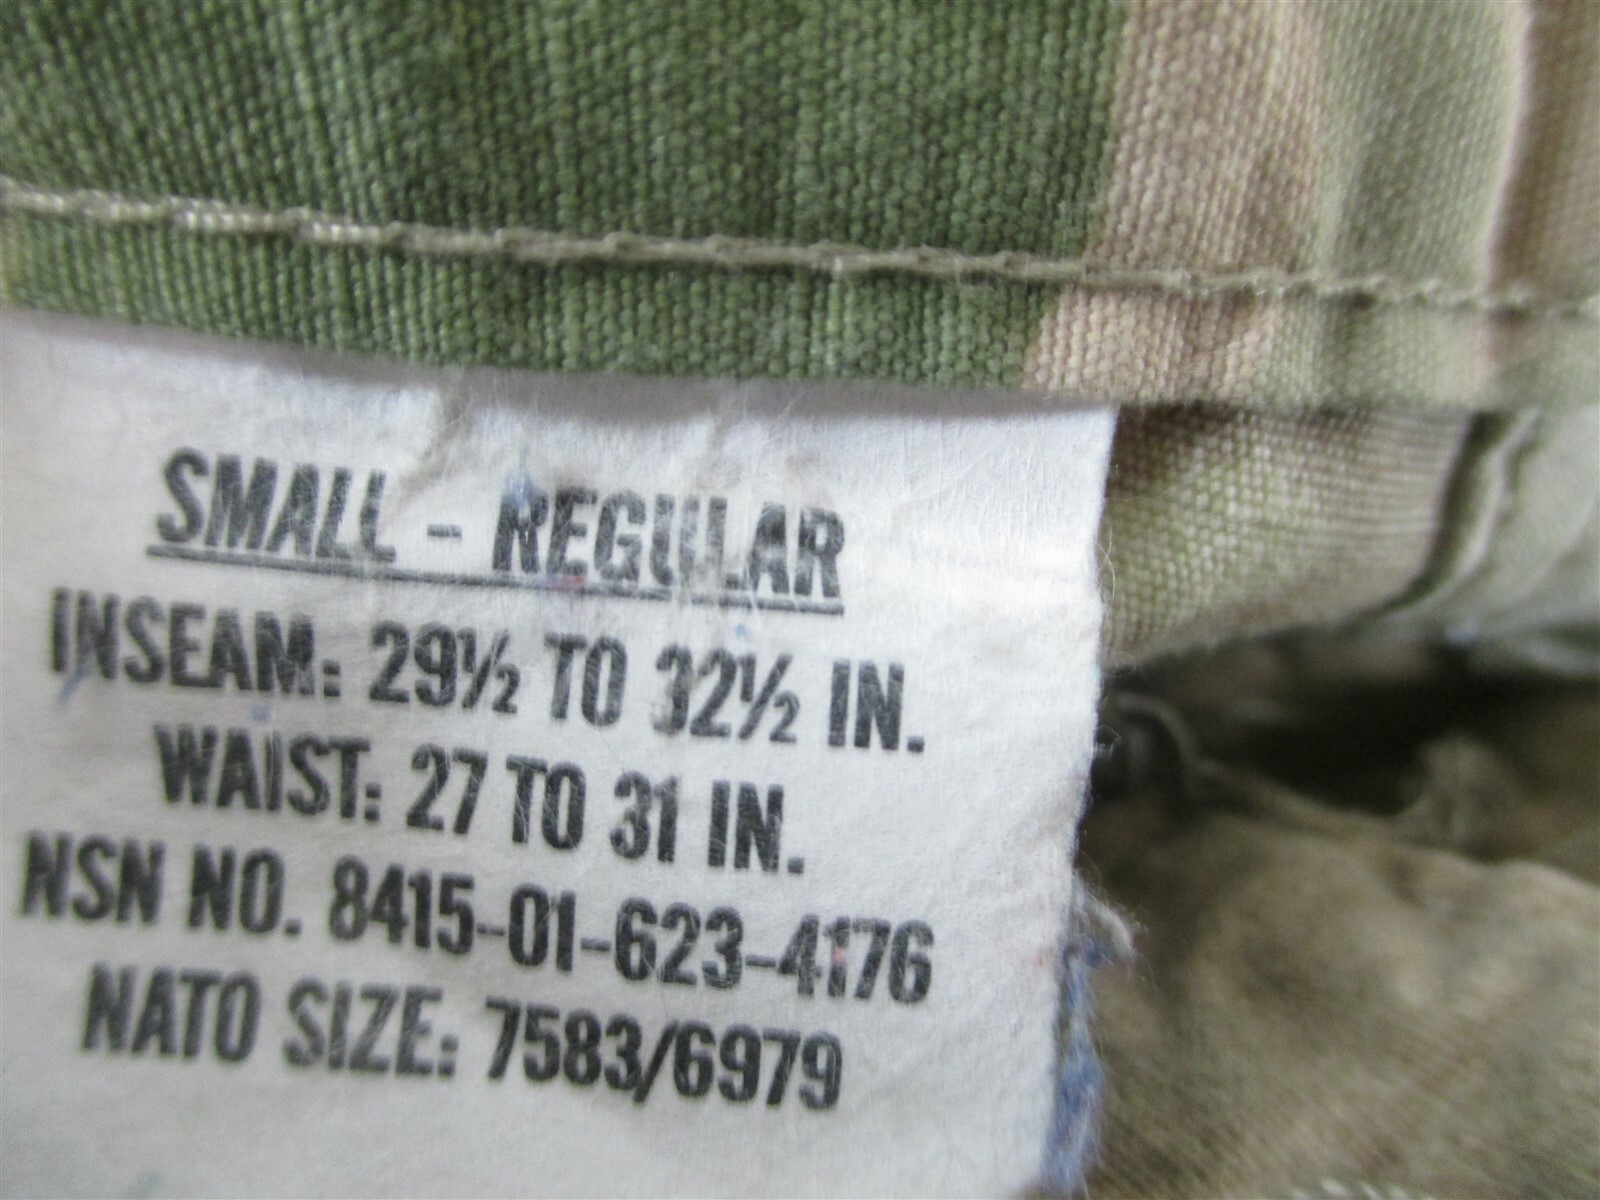 SMALL - REGULAR
INSEAM: 29½ TO 32½ IN.
WAIST: 27 TO 31 IN.
NSN NO. 8415-01-623-4176
NATO SIZE: 7583/6979